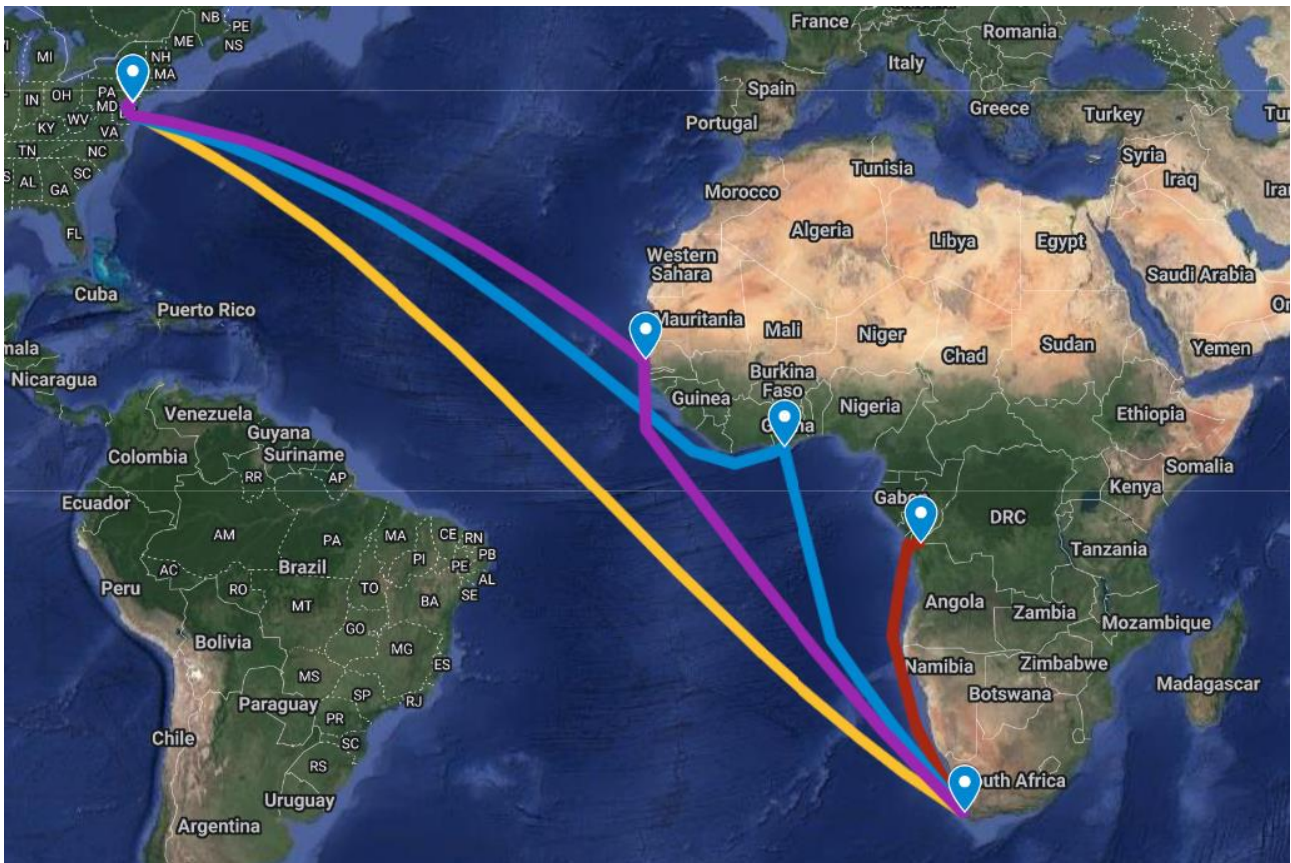 NB
PE
ME
NS
MI
NH
MA
PA
OH
IN
MD
WV
KY
VA
TN
NC
SC
AL
GA
FL
Cuba
Puerto Rico
Nicaragua
Venezuela
Guyana
Suriname
Colombia
RR
AP
Ecuador
AM
PA
MA
CE
RN
PB
PI
PE
AL
SE
AC
RO
Brazil
TO
BA
Peru
MT
GO
Bolivia
MG
ES
MS
SP
RJ
Paraguay
PR
SC
Chile
RS
Uruguay
Argentina
France
Romania
Italy
Spain
Portugal
Greece
Turkey
Tunisia
Syria
Iraq
Morocco
Algeria
Libya
Egypt
Western
Sahara
Saudi Arabia
Mauritania
Mali
Niger
Chad
Sudan
Yemen
Burkina
Faso
Guinea
Nigeria
Ethiopia
Somalia
Kenya
DRC
Tanzania
Angola
Zambia
Mozambique
Namibia
Zimbabwe
Botswana
Madagascar